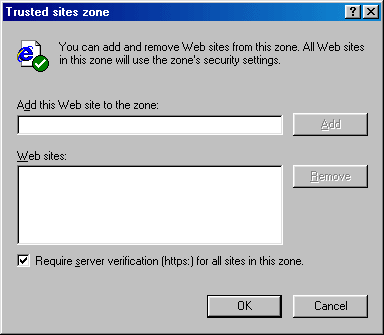 Trusted sites zone
You can add and remove Web sites from this zone. All Web sites
in this zone will use the zone's security settings.
Add this Web site to the zone:
Add
Web sites:
Remove
Require server verification (https:) for all sites in this zone.
OK
Cancel